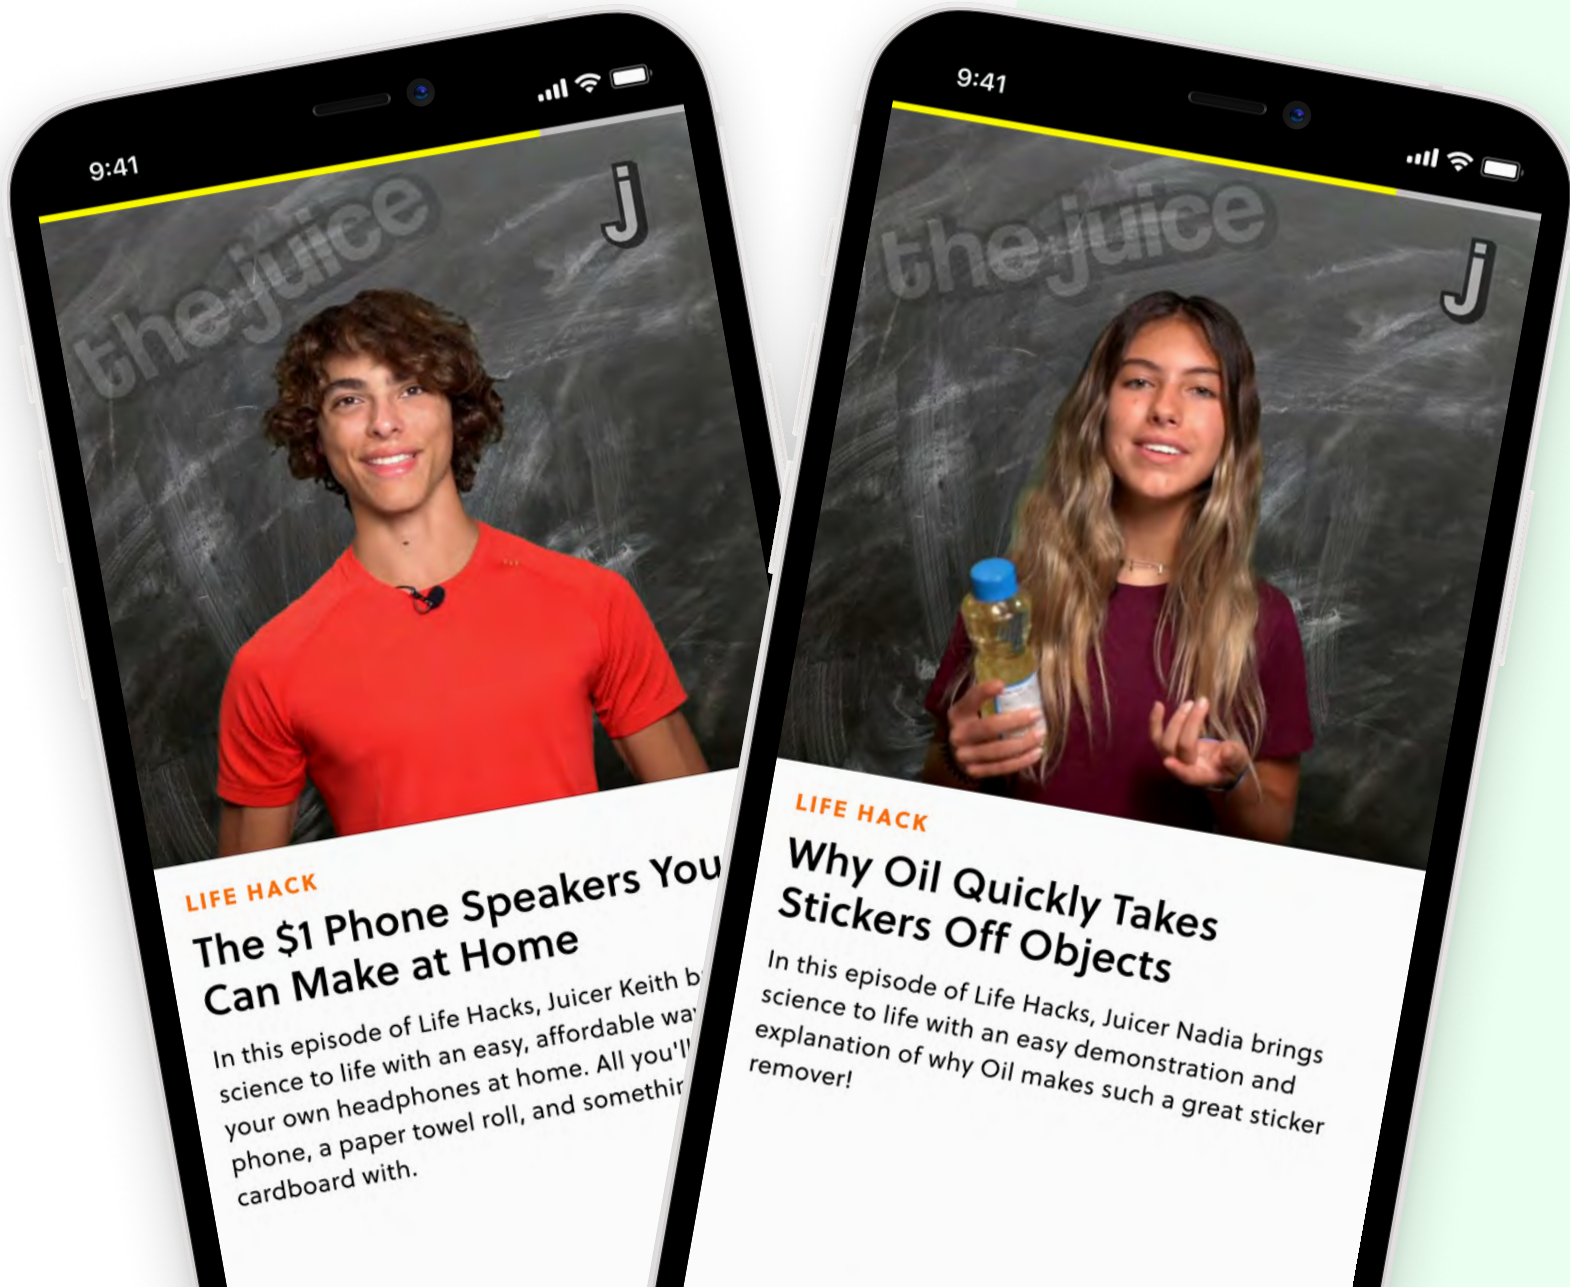 9:41
the juice
j
LIFE HACK
The $1 Phone Speakers You
Can Make at Home
In this episode of Life Hacks, Juicer Keith
science to life with an easy, affordable
your own headphones at home. All you'll
phone, a paper towel roll, and
cardboard with.
9:41
the juice
j
LIFE HACK
Why Oil Quickly Takes
Stickers Off Objects
In this episode of Life Hacks, Juicer Nadia brings
science to life with an easy demonstration and
explanation of why Oil makes such a great sticker
remover!